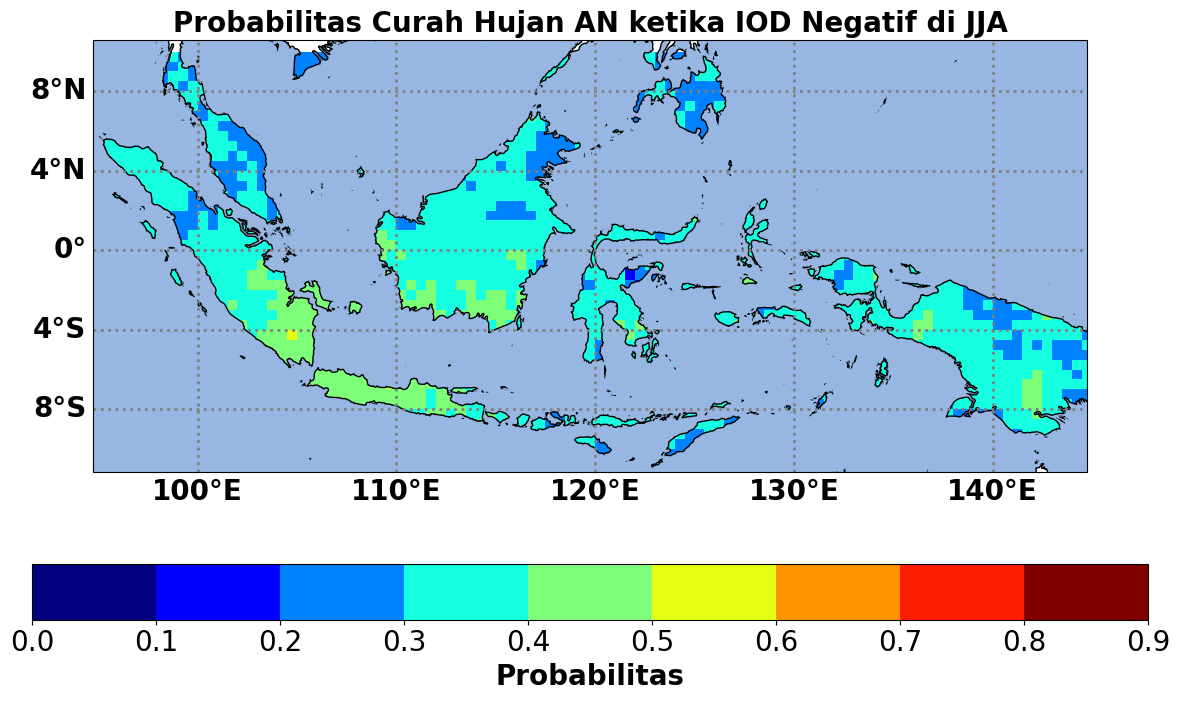 Probabilitas Curah Hujan AN ketika IOD Negatif di JJA
8°N
4°N
0°
4°S
8°S
100°E 110°E 120°E 130°E 140°E
0.0 0.1 0.2 0.3 0.4 0.5 0.6 0.7 0.8 0.9
Probabilitas